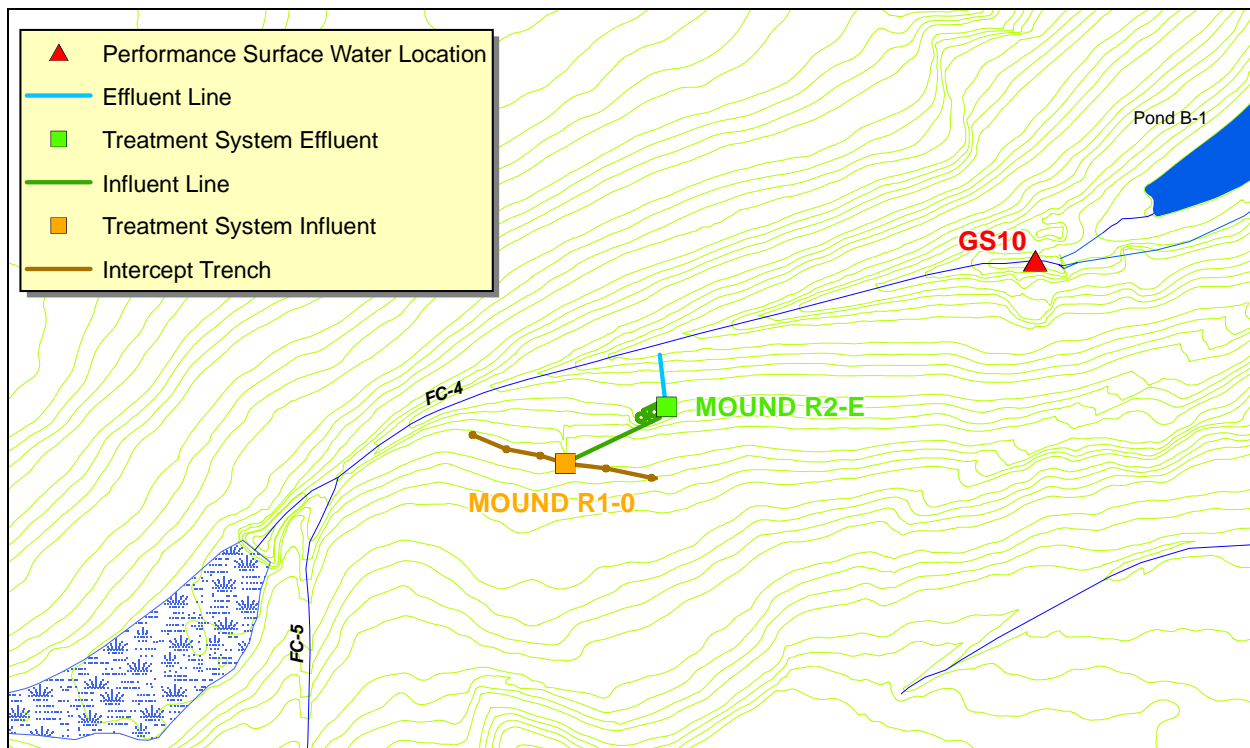 Performance Surface Water Location
Effluent Line
Treatment System Effluent
Influent Line
Treatment System Influent
Intercept Trench
Pond B-1
GS10
FC-4
MOUND R2-E
MOUND R1-0
FC-5